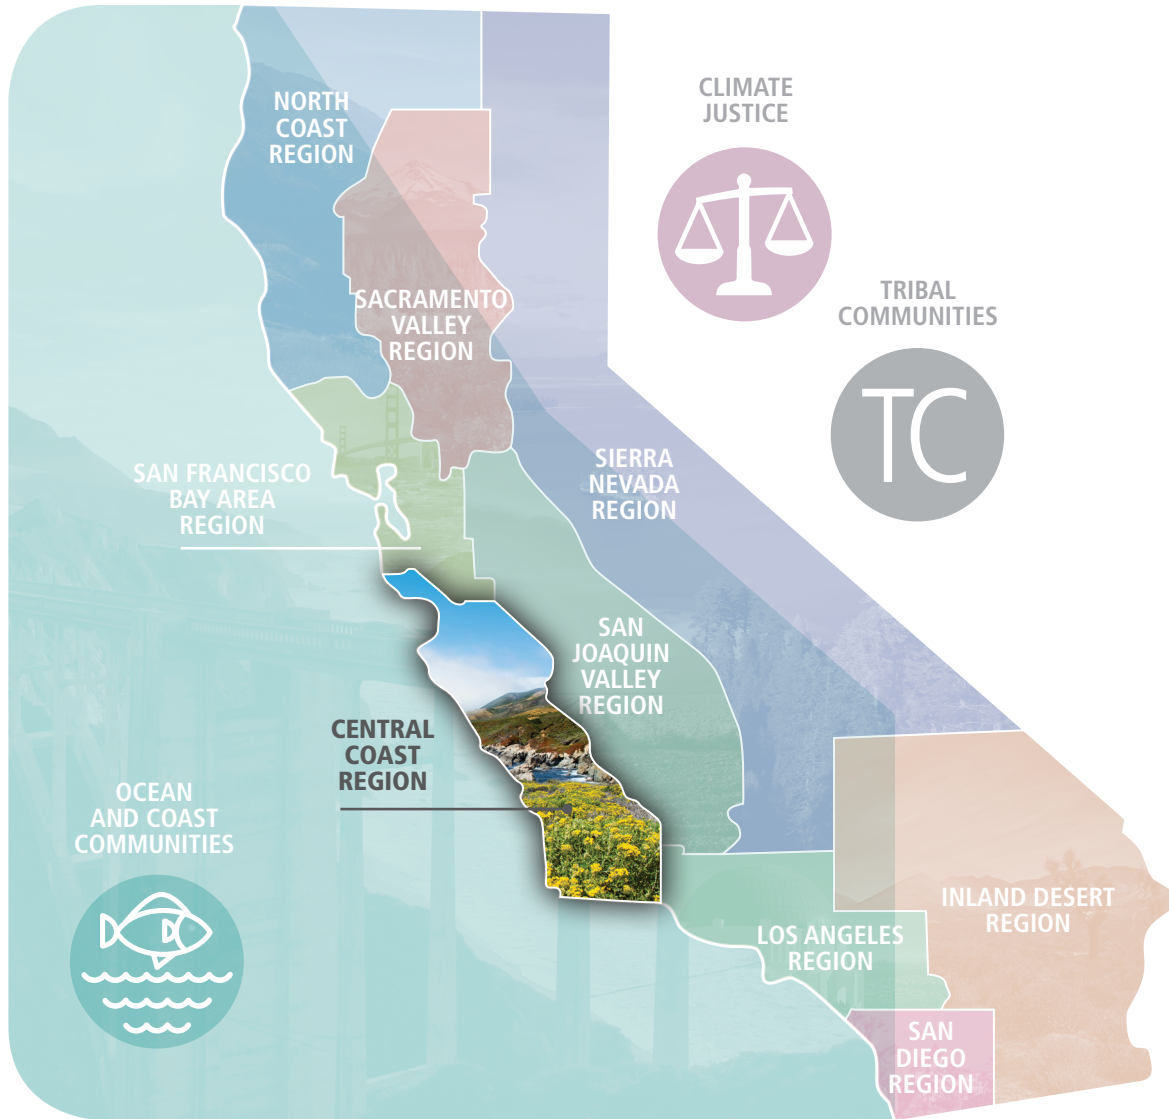 CLIMATE
JUSTICE
NORTH
COAST
REGION
TRIBAL
COMMUNITIES
TC
SACRAMENTO
VALLEY
REGION
SAN FRANCISCO
BAY AREA
REGION
SIERRA
NEVADA
REGION
SAN
JOAQUIN
VALLEY
REGION
CENTRAL
COAST
REGION
OCEAN
AND COAST
COMMUNITIES
INLAND DESERT
REGION
LOS ANGELES
REGION
SAN
DIEGO
REGION